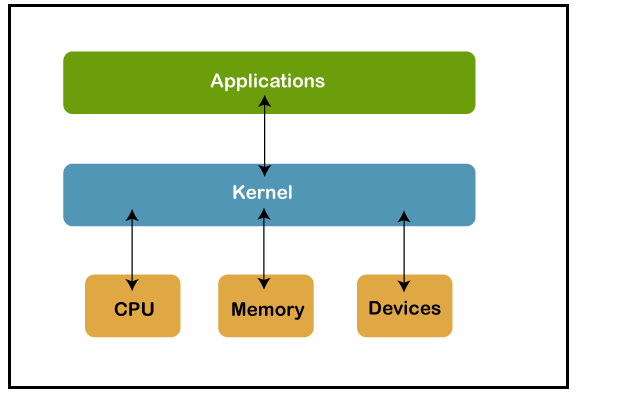 Applications
Kernel
CPU
Memory
Devices